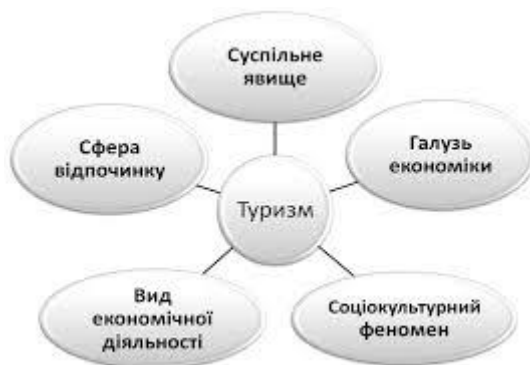 Суспільне
явище
Сфера
відпочинку
Галузь
економіки
Туризм
Вид
економічної
діяльності
Соціокультурний
феномен